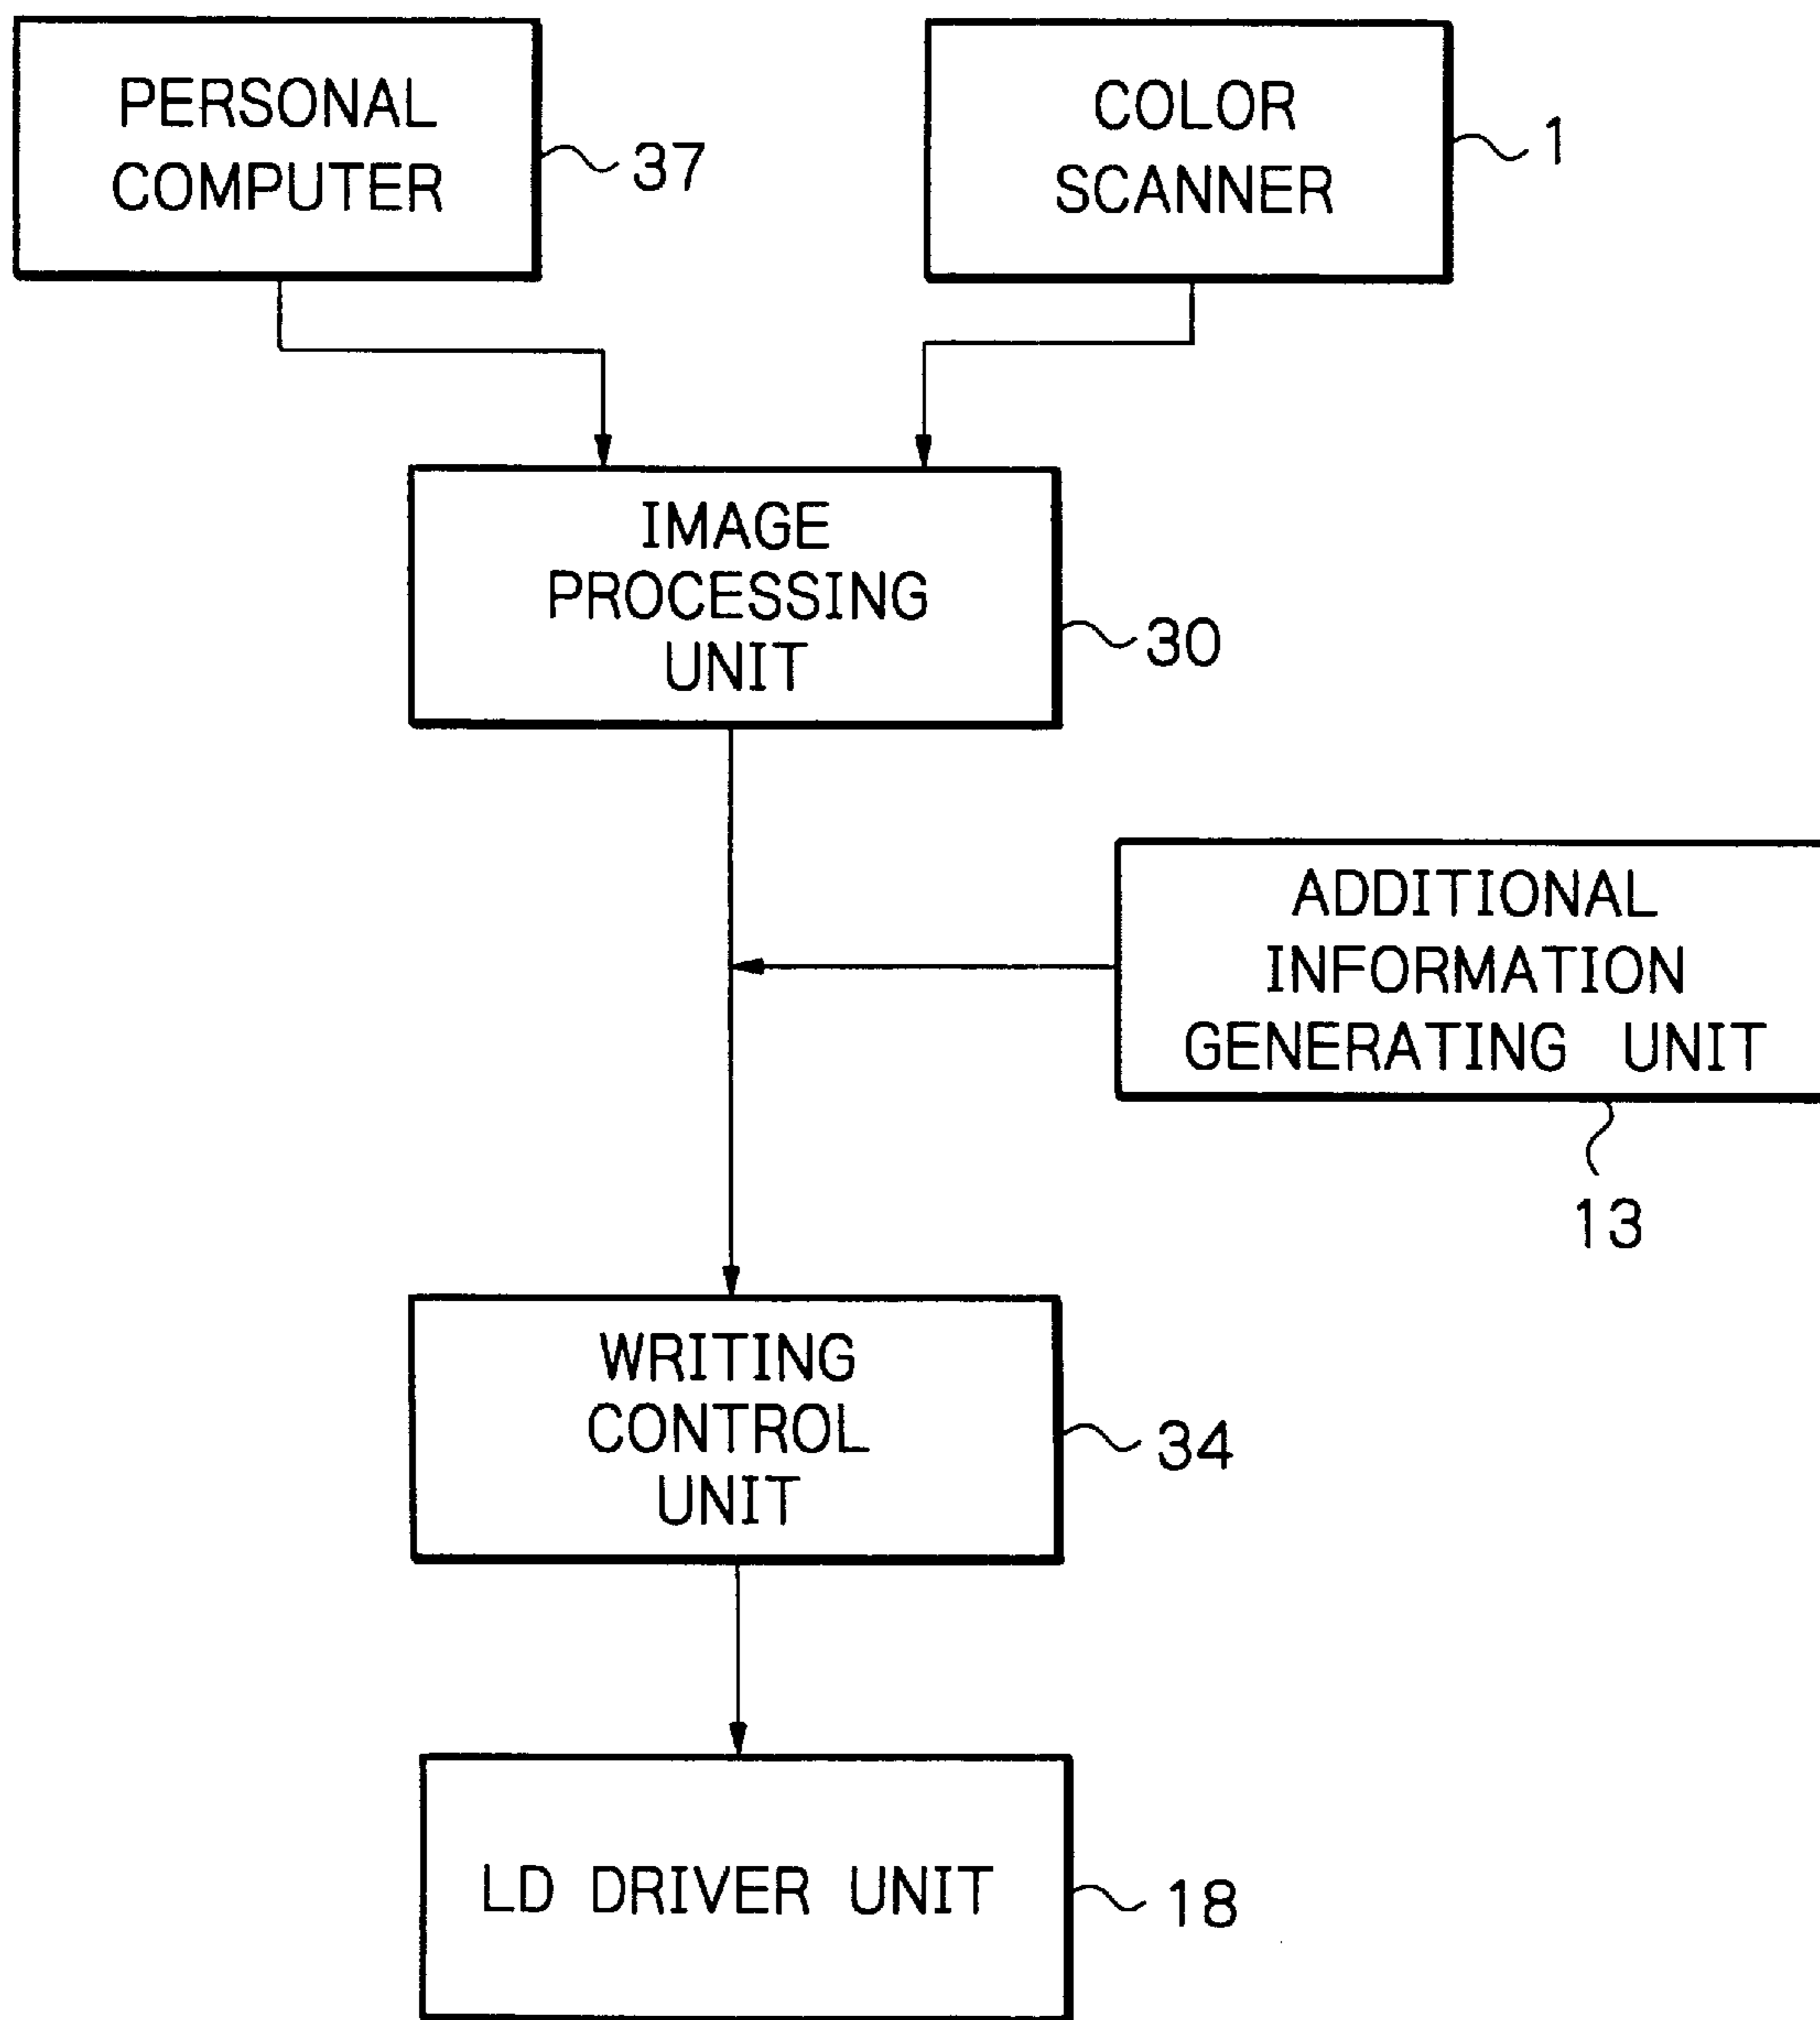 PERSONAL
COMPUTER
37
COLOR
SCANNER
1
IMAGE
PROCESSING
UNIT
30
ADDITIONAL
INFORMATION
GENERATING UNIT
13
WRITING
CONTROL
UNIT
34
LD DRIVER UNIT
18